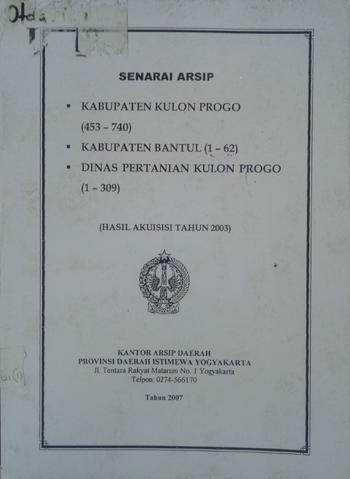 SENARAI ARSIP
▪ KABUPATEN KULON PROGO
(453 – 740)
▪ KABUPATEN BANTUL (1 – 62)
▪ DINAS PERTANIAN KULON PROGO
(1 – 309)
(HASIL AKUISISI TAHUN 2003)
KANTOR ARSIP DAERAH
PROVINSI DAERAH ISTIMEWA YOGYAKARTA
Jl. Tentara Rakyat Mataram No. 1 Yogyakarta
Telpon: 0274-566170
Tahun 2007